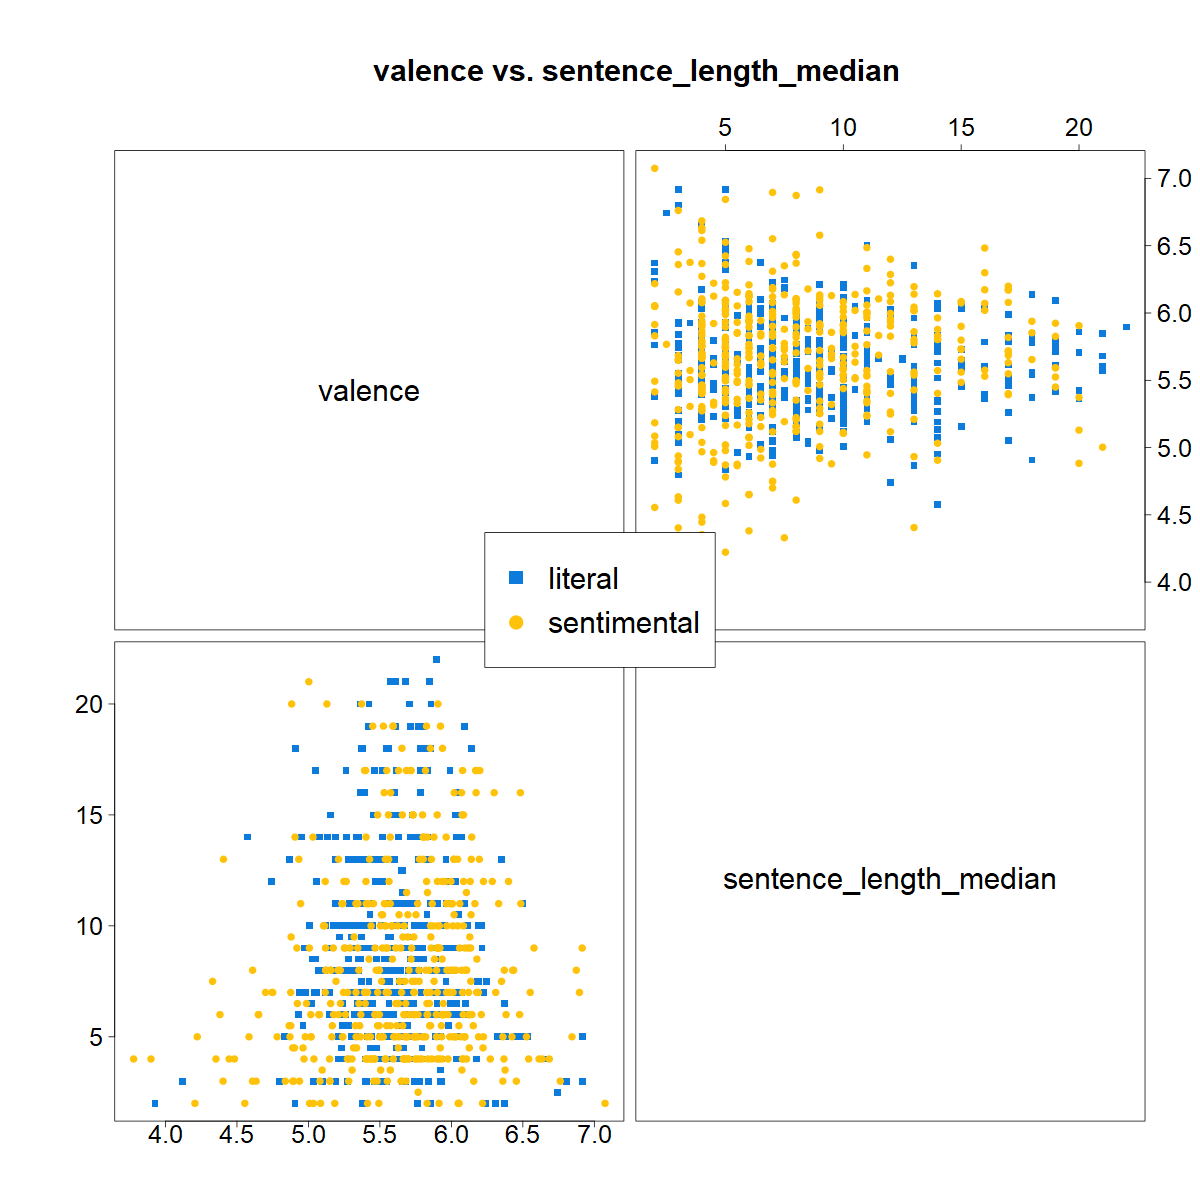 valence vs. sentence_length_median
5 10 15 20
valence
7.0
6.5
6.0
5.5
5.0
4.5
4.0
literal
sentimental
20
15
10
5
sentence_length_median
4.0 4.5 5.0 5.5 6.0 6.5 7.0